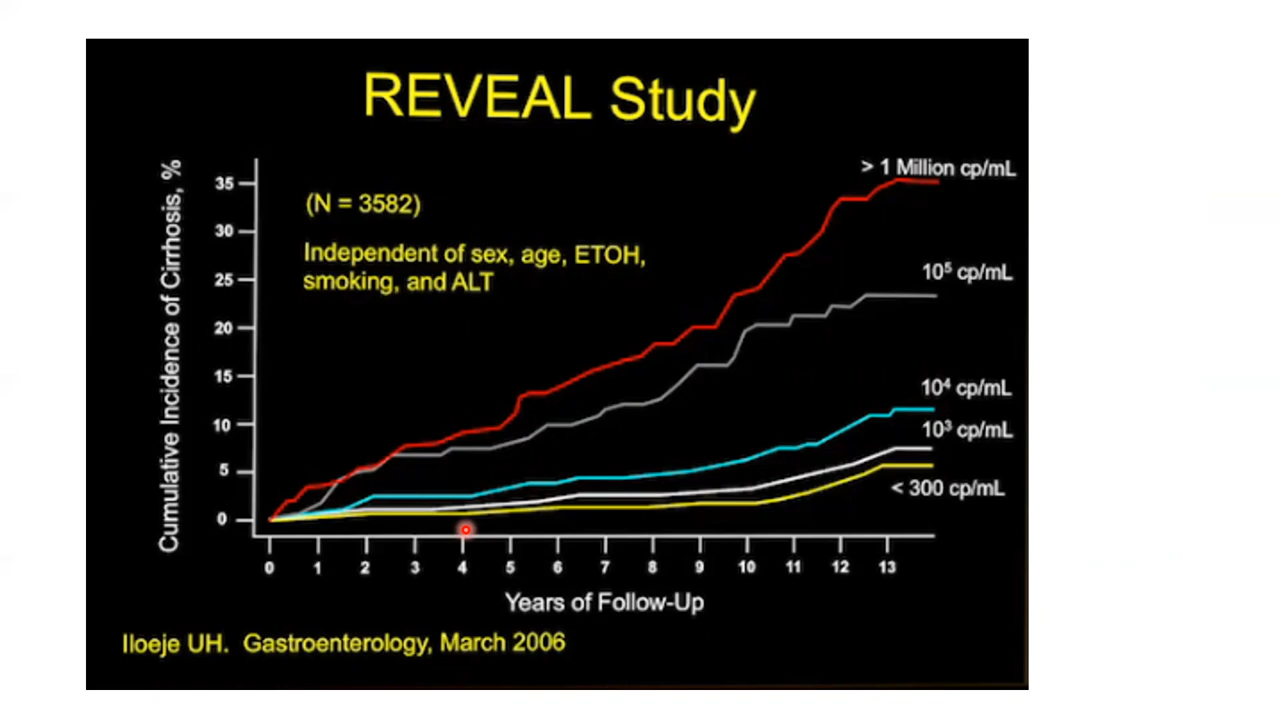 REVEAL Study
> 1 Million cp/mL
(N = 3582)
Independent of sex, age, ETOH,
smoking, and ALT
10⁵ cp/mL
10⁴ cp/mL
10³ cp/mL
< 300 cp/mL
Cumulative Incidence of Cirrhosis, %
35
30
25
20
15
10
5
0
0 1 2 3 4 5 6 7 8 9 10 11 12 13
Years of Follow-Up
Iloeje UH. Gastroenterology, March 2006